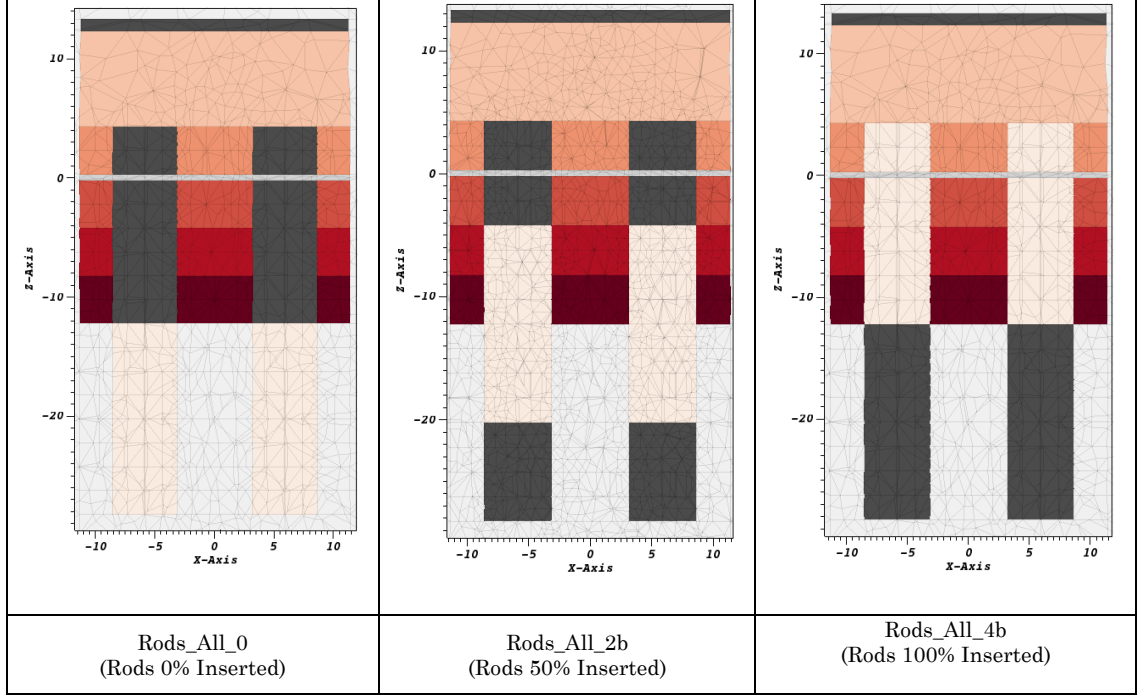 10
0
-10
-20
Z-Axis
-10 -5 0 5 10
X-Axis
10
0
-10
-20
Z-Axis
-10 -5 0 5 10
X-Axis
10
0
-10
-20
Z-Axis
-10 -5 0 5 10
X-Axis
Rods_All_0
(Rods 0% Inserted)
Rods_All_2b
(Rods 50% Inserted)
Rods_All_4b
(Rods 100% Inserted)